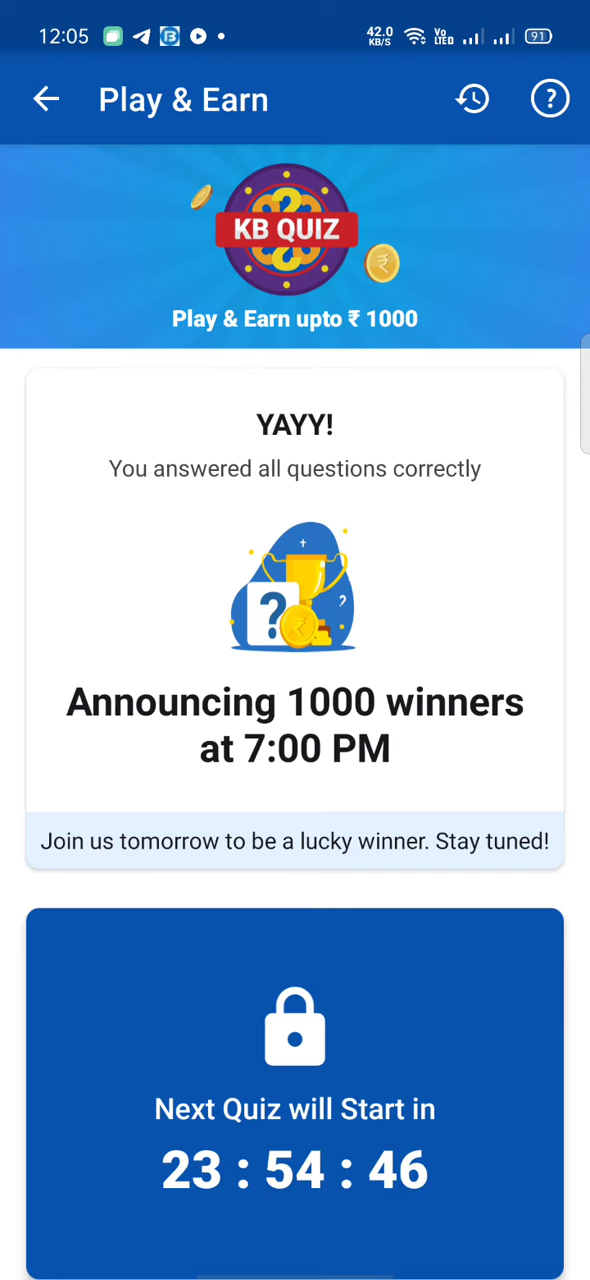 12:05 42.0 KB/S Vo LTED 91
Play & Earn ?
KB QUIZ
₹
Play & Earn upto ₹ 1000
YAYY!
You answered all questions correctly
?
?
₹
Announcing 1000 winners
at 7:00 PM
Join us tomorrow to be a lucky winner. Stay tuned!
Next Quiz will Start in
23 : 54 : 46